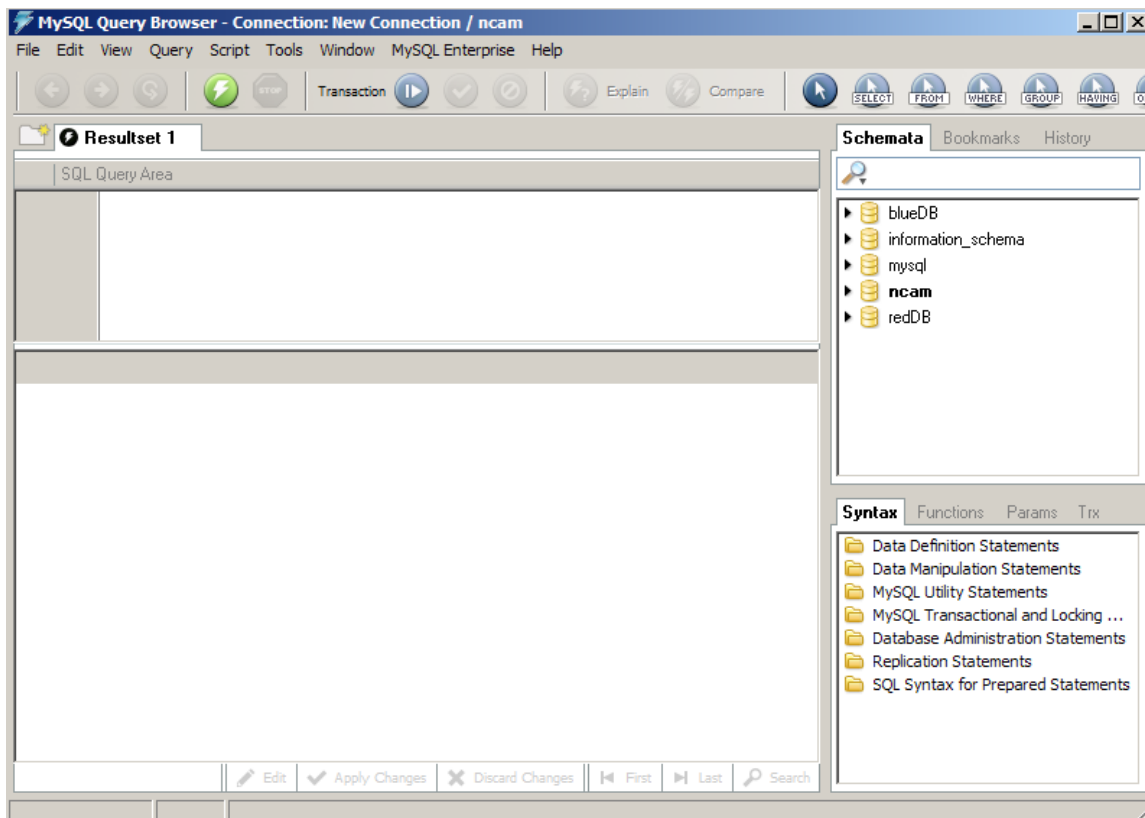 MySQL Query Browser - Connection: New Connection / ncam
File Edit View Query Script Tools Window MySQL Enterprise Help
STOP Transaction Explain Compare SELECT FROM WHERE GROUP HAVING
Resultset 1
SQL Query Area
Schemata Bookmarks History
blueDB
information_schema
mysql
ncam
redDB
Syntax Functions Params Trx
Data Definition Statements
Data Manipulation Statements
MySQL Utility Statements
MySQL Transactional and Locking ...
Database Administration Statements
Replication Statements
SQL Syntax for Prepared Statements
Edit Apply Changes Discard Changes First Last Search